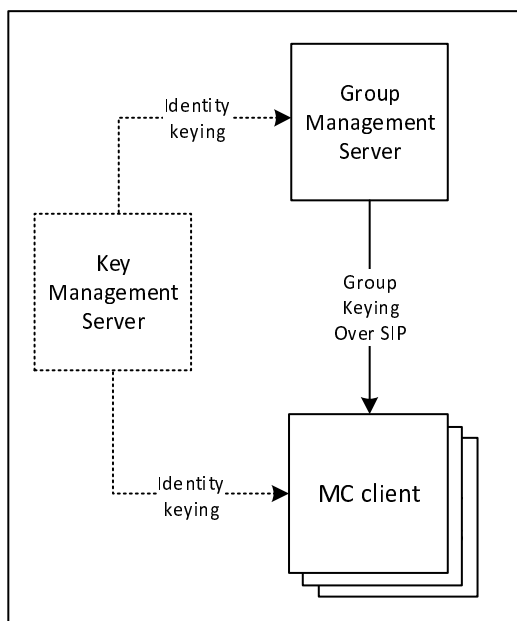 Identity
keying
Group
Management
Server
Key
Management
Server
Group
Keying
Over SIP
Identity
keying
MC client